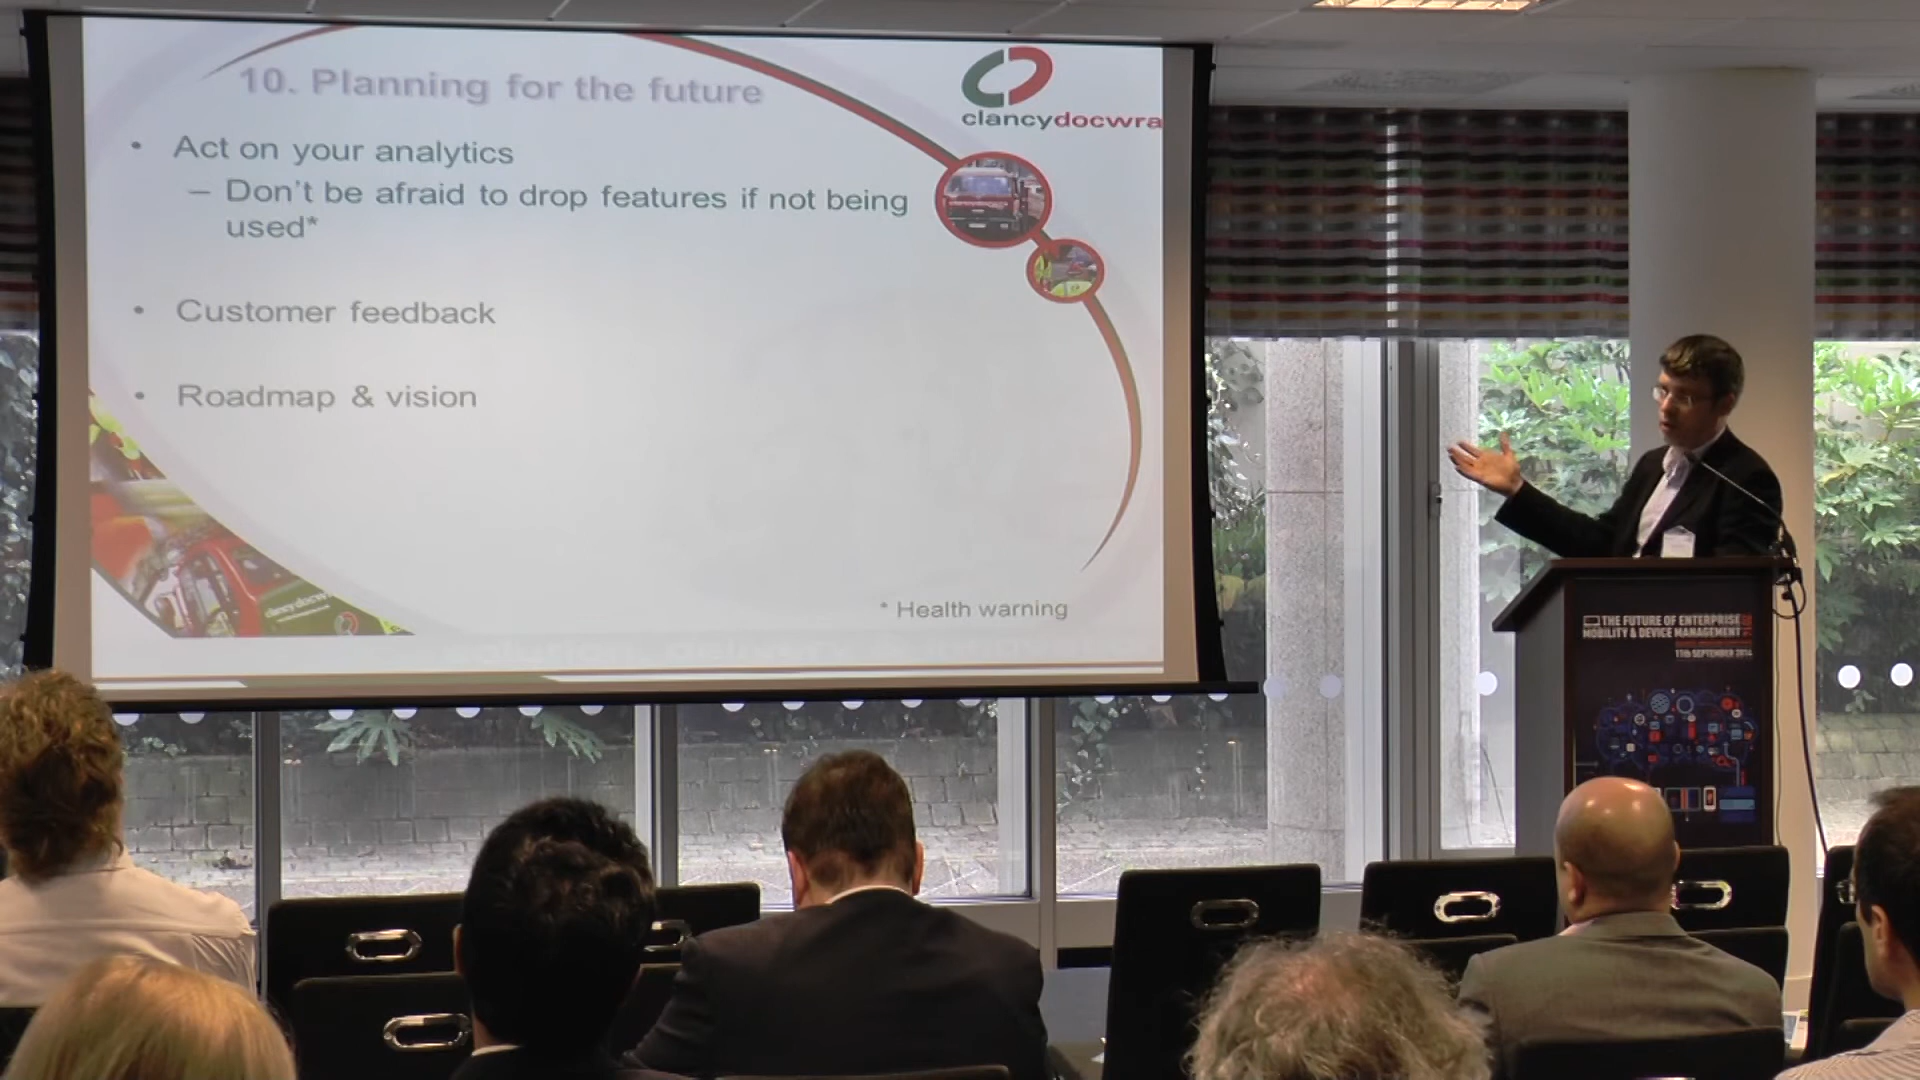 10. Planning for the future
clancydocwra
• Act on your analytics
– Don't be afraid to drop features if not being
used*
• Customer feedback
• Roadmap & vision
* Health warning
THE FUTURE OF ENTERPRISE
MOBILITY & DEVICE MANAGEMENT
11th SEPTEMBER 2014